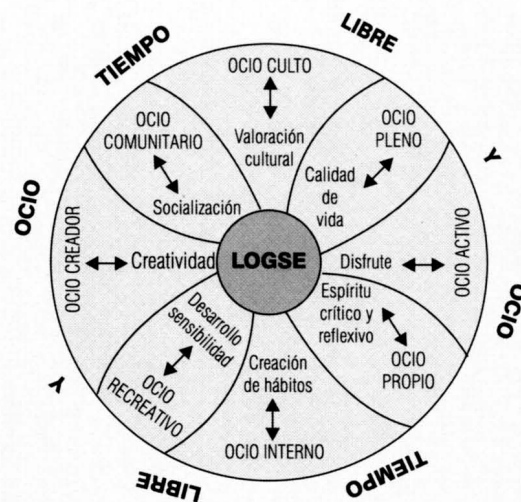 TIEMPO
LIBRE
Y
OCIO
TIEMPO
LIBRE
Y
OCIO
OCIO CULTO
Valoración
cultural
OCIO
PLENO
Calidad
de
vida
OCIO ACTIVO
Disfrute
Espíritu
crítico y
reflexivo
OCIO
PROPIO
Creación
de hábitos
OCIO INTERNO
Desarrollo
sensibilidad
OCIO
RECREATIVO
OCIO CREADOR
Creatividad
OCIO
COMUNITARIO
Socialización
LOGSE